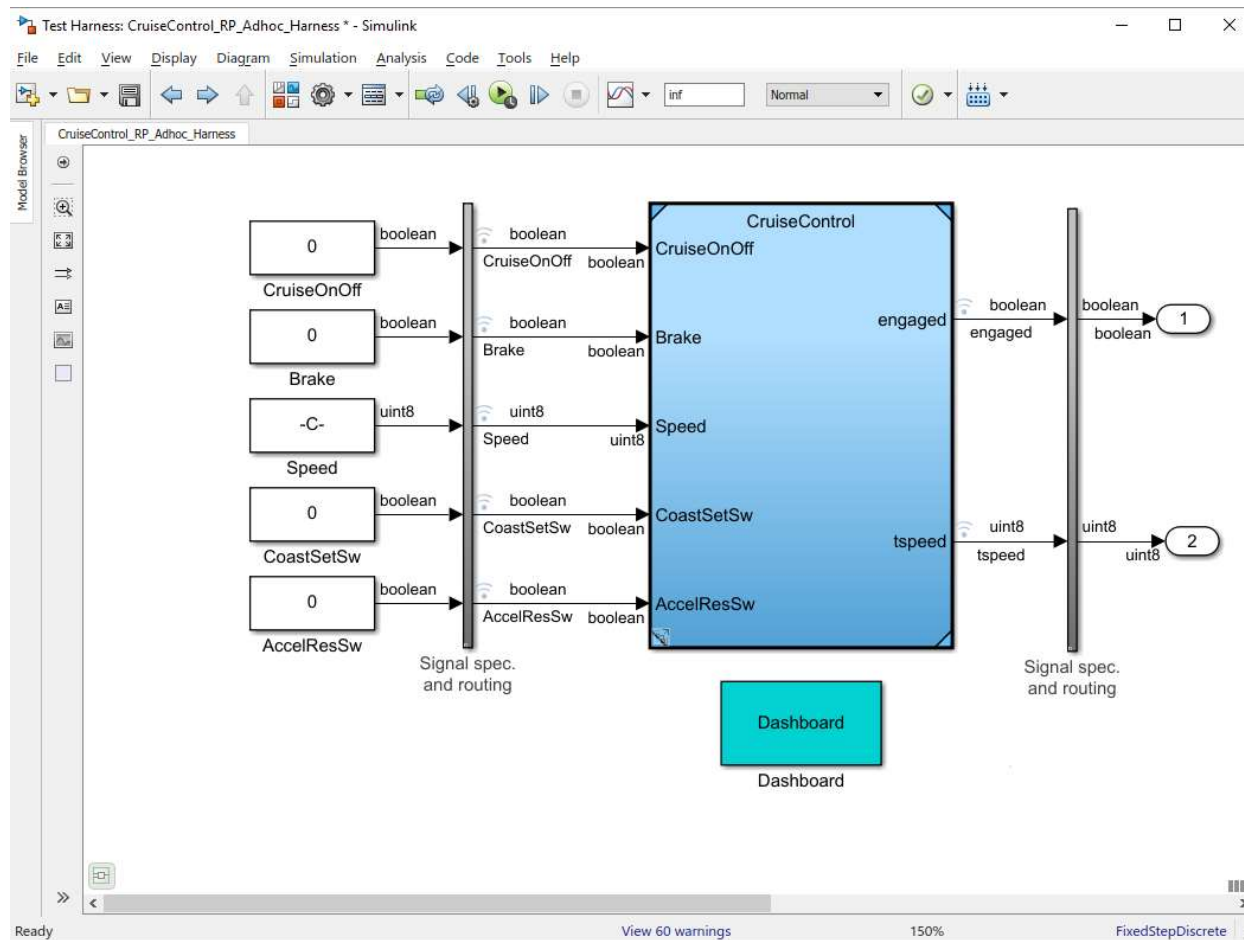 Test Harness: CruiseControl_RP_Adhoc_Harness * - Simulink
File Edit View Display Diagram Simulation Analysis Code Tools Help
inf Normal
Model Browser
CruiseControl_RP_Adhoc_Harness
CruiseControl
0 boolean boolean
CruiseOnOff boolean CruiseOnOff
CruiseOnOff
0 boolean boolean
Brake boolean Brake
Brake
-C- uint8 uint8
Speed uint8 Speed
Speed
0 boolean boolean
CoastSetSw boolean CoastSetSw
CoastSetSw
0 boolean boolean
AccelResSw boolean AccelResSw
AccelResSw
Signal spec.
and routing
engaged boolean boolean 1
engaged boolean
tspeed uint8 uint8 2
tspeed uint8
Signal spec.
and routing
Dashboard
Dashboard
Ready View 60 warnings 150% FixedStepDiscrete